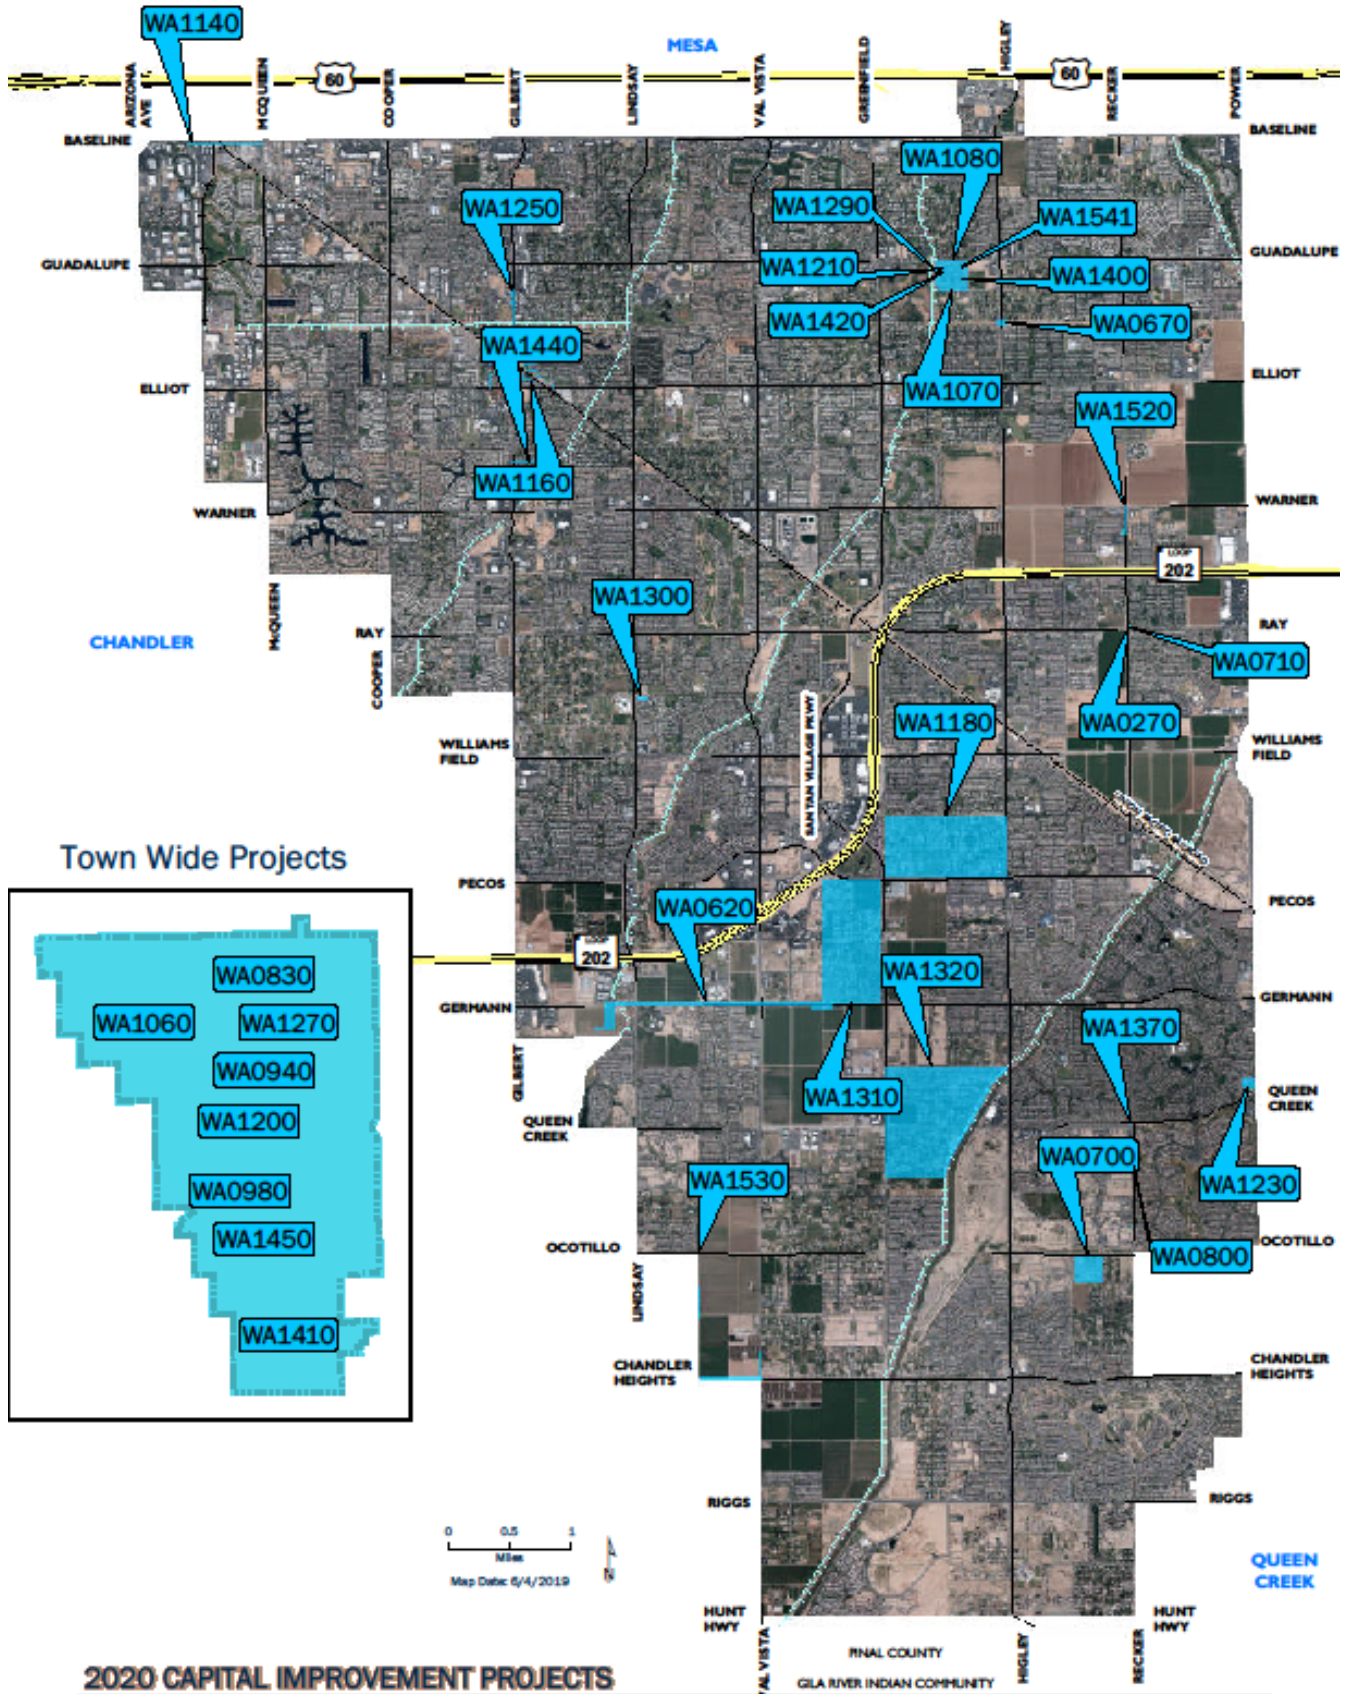 WA1140
MESA
60
60
ARIZONA
AVE
MCQUEEN
COOPER
GILBERT
LINDSAY
VAL VISTA
GREENFIELD
HIGLEY
RECKER
POWER
BASELINE
BASELINE
WA1080
WA1250
WA1290
WA1541
GUADALUPE
WA1210
WA1400
GUADALUPE
WA1420
WA0670
WA1440
ELLIOT
WA1070
ELLIOT
WA1520
WA1160
WARNER
WARNER
LOOP
202
WA1300
MCQUEEN
CHANDLER
RAY
COOPER
RAY
WA0710
SAN TAN VILLAGE PKWY
WA1180
WA0270
WILLIAMS
FIELD
WILLIAMS
FIELD
Town Wide Projects
PECOS
PECOS
WA0620
LOOP
202
WA1320
WA0830
GERMANN
GERMANN
WA1060
WA1270
WA1370
WA0940
GILBERT
WA1310
QUEEN
CREEK
WA1200
QUEEN
CREEK
WA0700
WA1530
WA1230
WA0980
WA1450
OCOTILLO
WA0800
OCOTILLO
LINDSAY
WA1410
CHANDLER
HEIGHTS
CHANDLER
HEIGHTS
RIGGS
RIGGS
0 0.5 1
Miles
Map Date: 6/4/2019
N
QUEEN
CREEK
HUNT
HWY
HUNT
HWY
VAL VISTA
PINAL COUNTY
HIGLEY
RECKER
2020 CAPITAL IMPROVEMENT PROJECTS
GILA RIVER INDIAN COMMUNITY